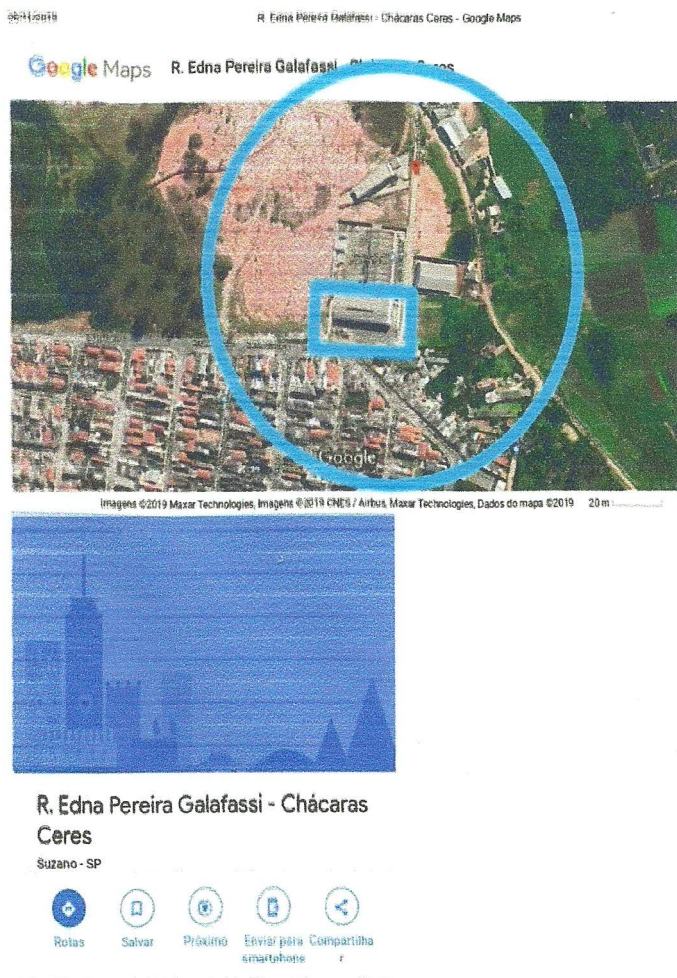 R. Edna Pereira Galafassi - Chácaras Ceres - Google Maps
Google Maps R. Edna Pereira Galafassi
Google
Imagens ©2019 Maxar Technologies, Imagens ©2019 CNES / Airbus, Maxar Technologies, Dados do mapa ©2019 20 m
R. Edna Pereira Galafassi - Chácaras
Ceres
Suzano - SP
Rotas Salvar Próximo Enviar para Compartilha
smartphone r